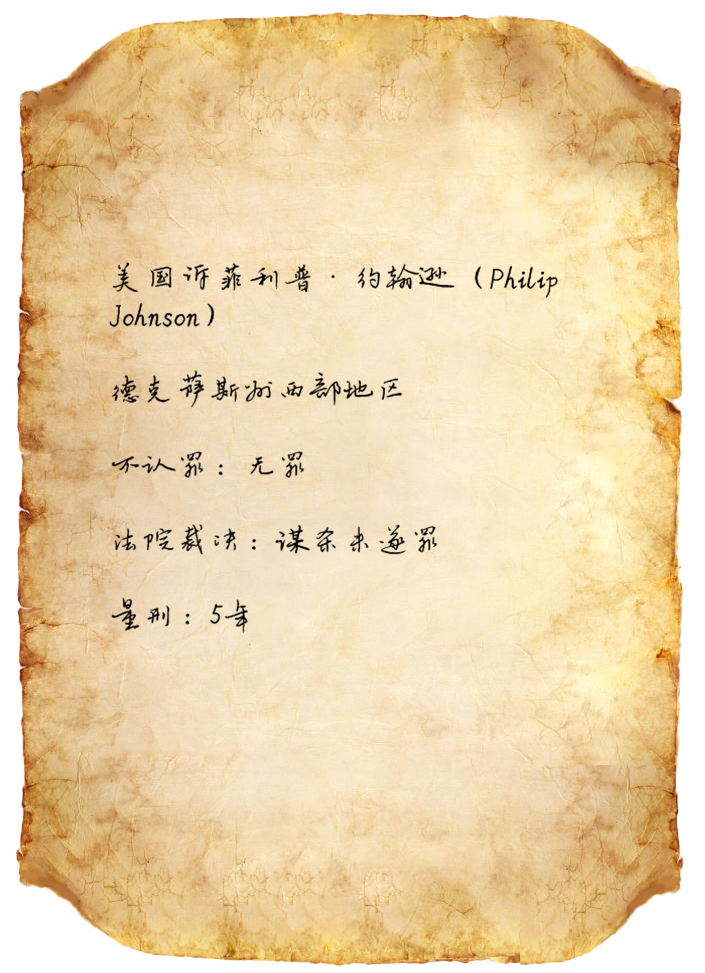 美国诉菲利普·约翰逊（Philip
Johnson）
德克萨斯州西部地区
不认罪：无罪
法院裁决：谋杀未遂罪
量刑：5年